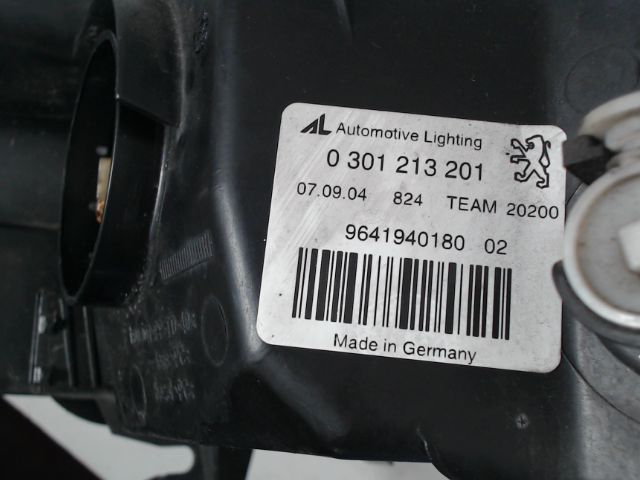 AL Automotive Lighting
0 301 213 201
07.09.04 824 TEAM 20200
9641940180 02
Made in Germany